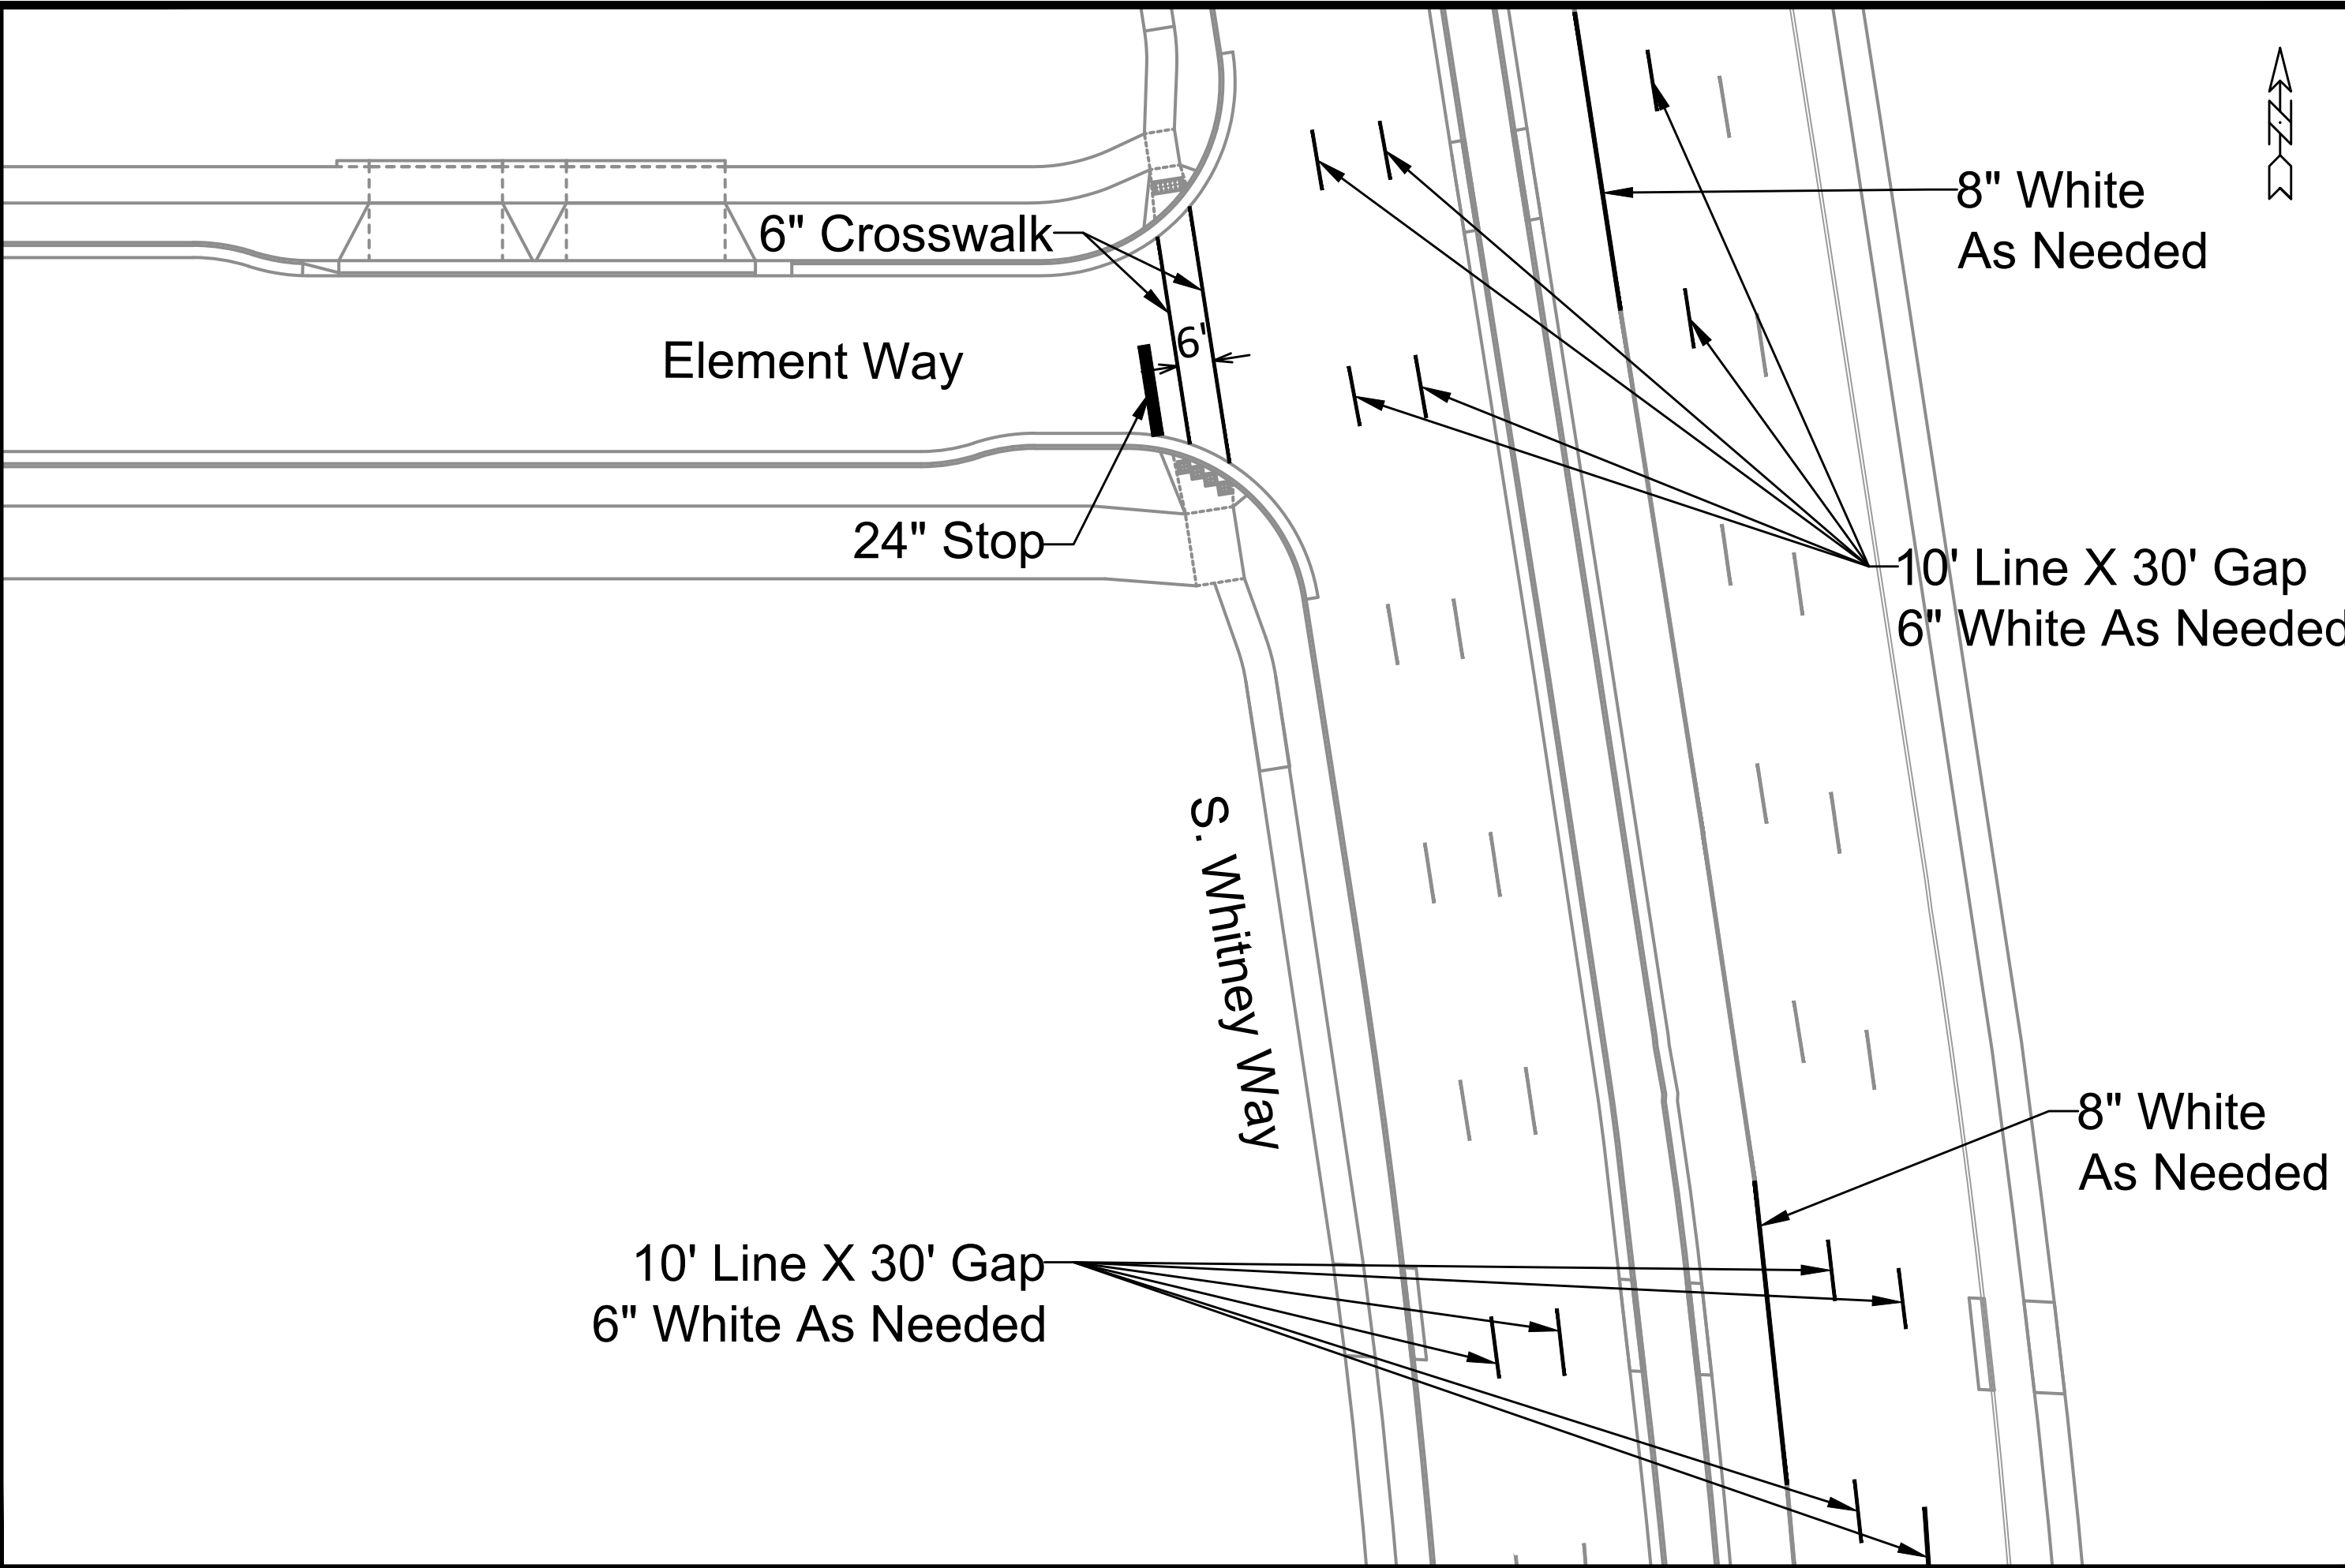 8" White
As Needed
6" Crosswalk
6'
Element Way
24" Stop
10' Line X 30' Gap
6" White As Needed
S. Whitney Way
8" White
As Needed
10' Line X 30' Gap
6" White As Needed
N